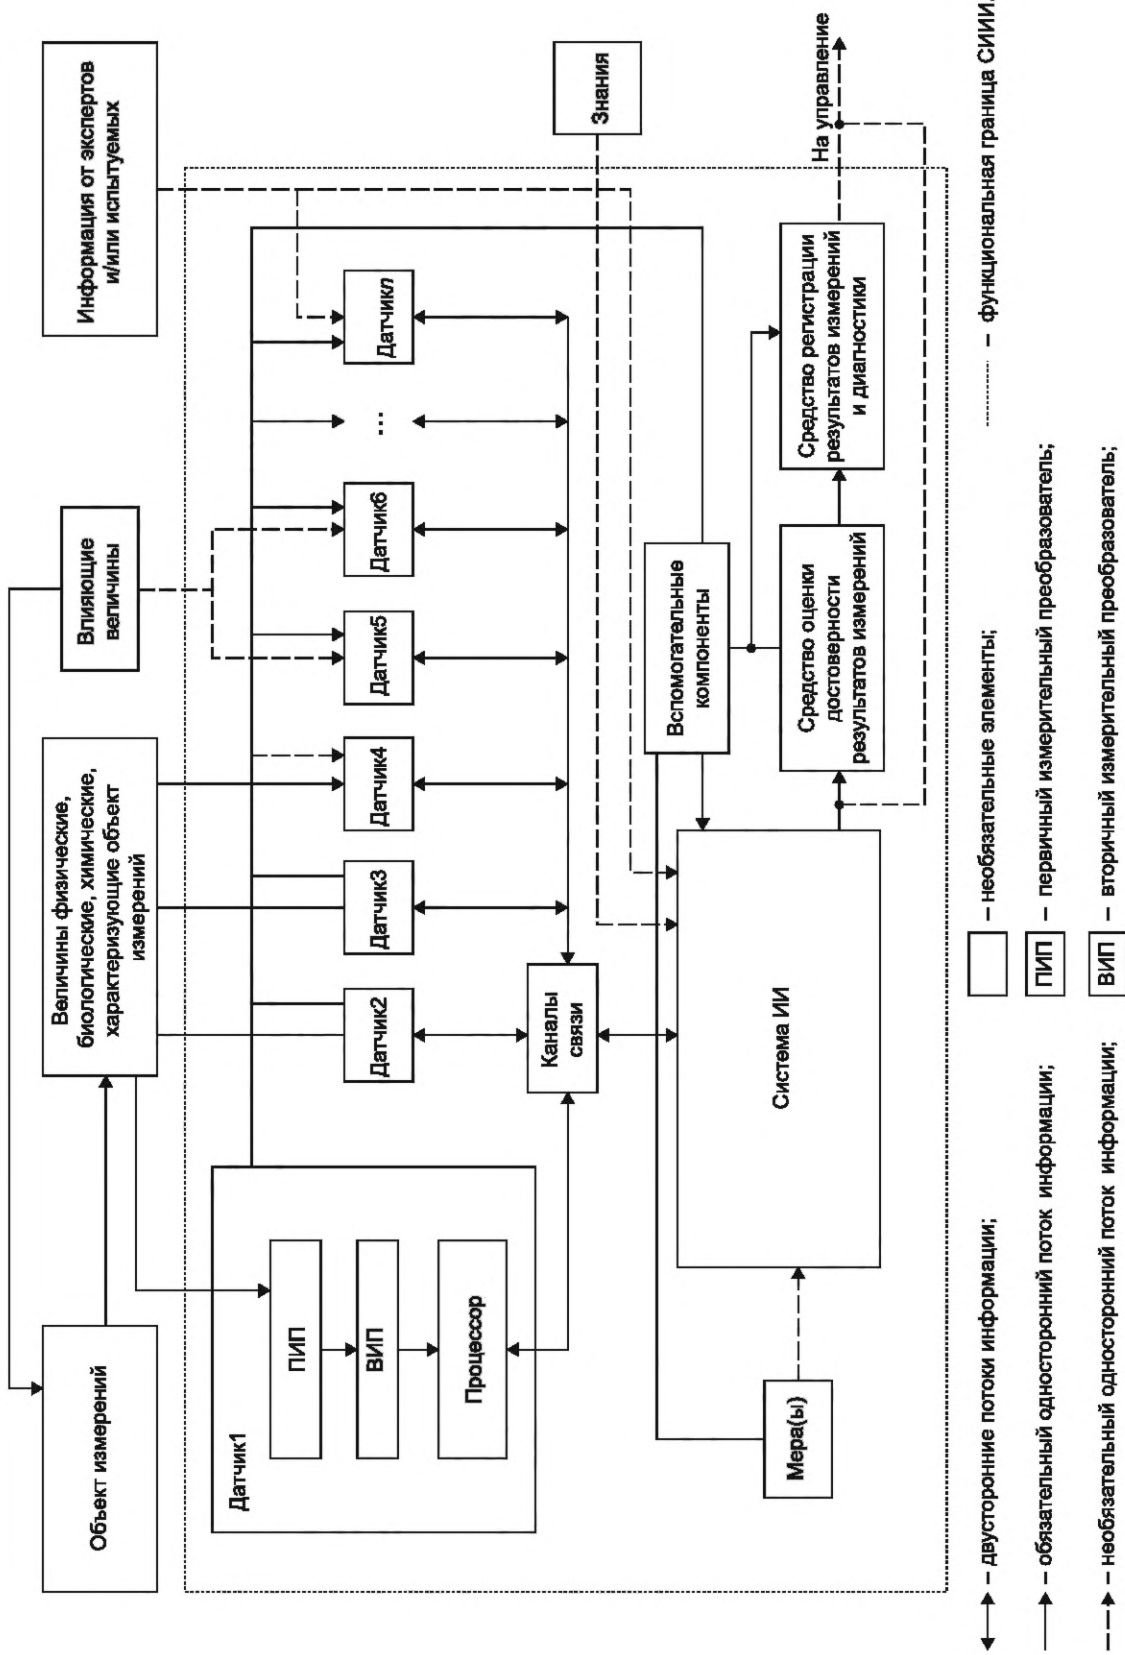 Объект измерений
Величины физические,
биологические, химические,
характеризующие объект
измерений
Влияющие
величины
Информация от экспертов
и/или испытуемых
Датчик1
ПИП
ВИП
Процессор
Датчик2
Датчик3
Датчик4
Датчик5
Датчик6
...
Датчикn
Каналы
связи
Знания
Мера(ы)
Система ИИ
Вспомогательные
компоненты
Средство оценки
достоверности
результатов измерений
Средство регистрации
результатов измерений
и диагностики
На управление
– двусторонние потоки информации;
– необязательные элементы;
– функциональная граница СИИИ.
– обязательный односторонний поток информации;
ПИП – первичный измерительный преобразователь;
– необязательный односторонний поток информации;
ВИП – вторичный измерительный преобразователь;